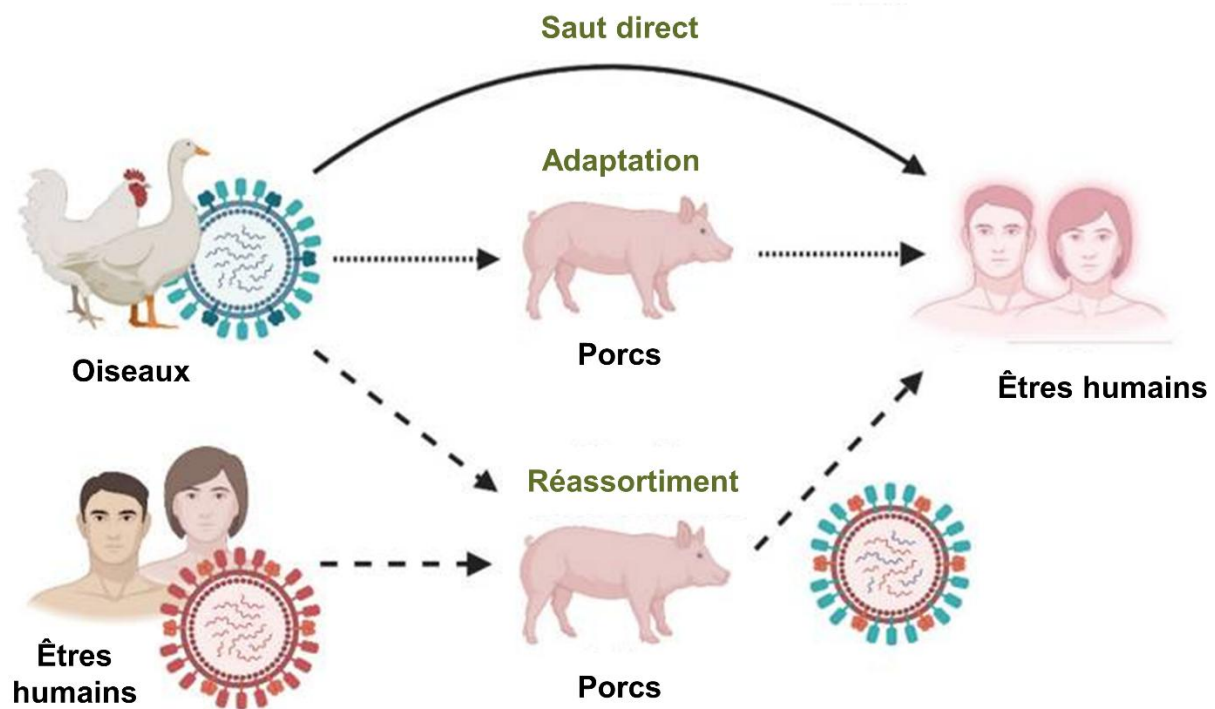 Saut direct
Adaptation
Oiseaux
Porcs
Êtres humains
Réassortiment
Êtres
humains
Porcs